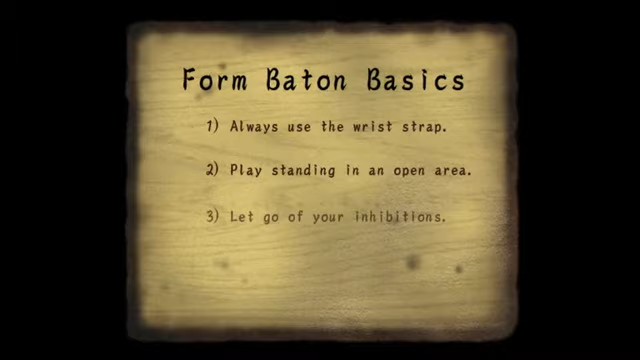 Form Baton Basics
1) Always use the wrist strap.
2) Play standing in an open area.
3) Let go of your inhibitions.